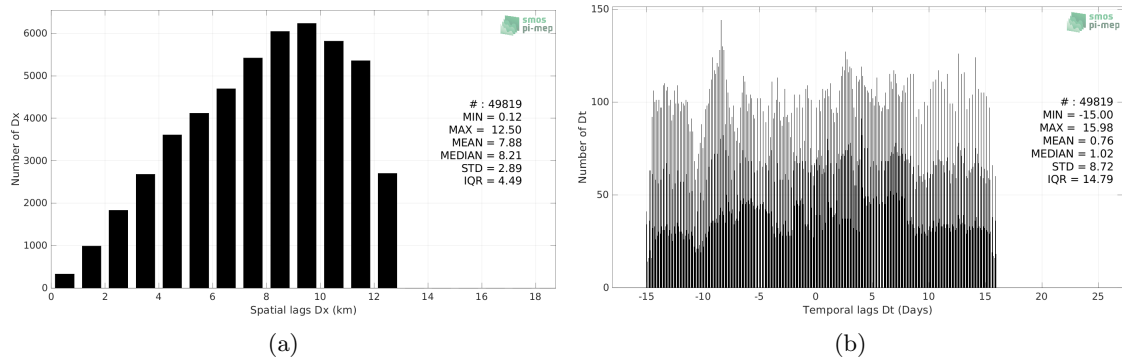 6000
5000
4000
3000
2000
1000
0
Number of Dx
0 2 4 6 8 10 12 14 16 18
Spatial lags Dx (km)
smos
pi-mep
# : 49819
MIN = 0.12
MAX = 12.50
MEAN = 7.88
MEDIAN = 8.21
STD = 2.89
IQR = 4.49
(a)
150
100
50
0
Number of Dt
-15 -10 -5 0 5 10 15 20 25
Temporal lags Dt (Days)
smos
pi-mep
# : 49819
MIN = -15.00
MAX = 15.98
MEAN = 0.76
MEDIAN = 1.02
STD = 8.72
IQR = 14.79
(b)